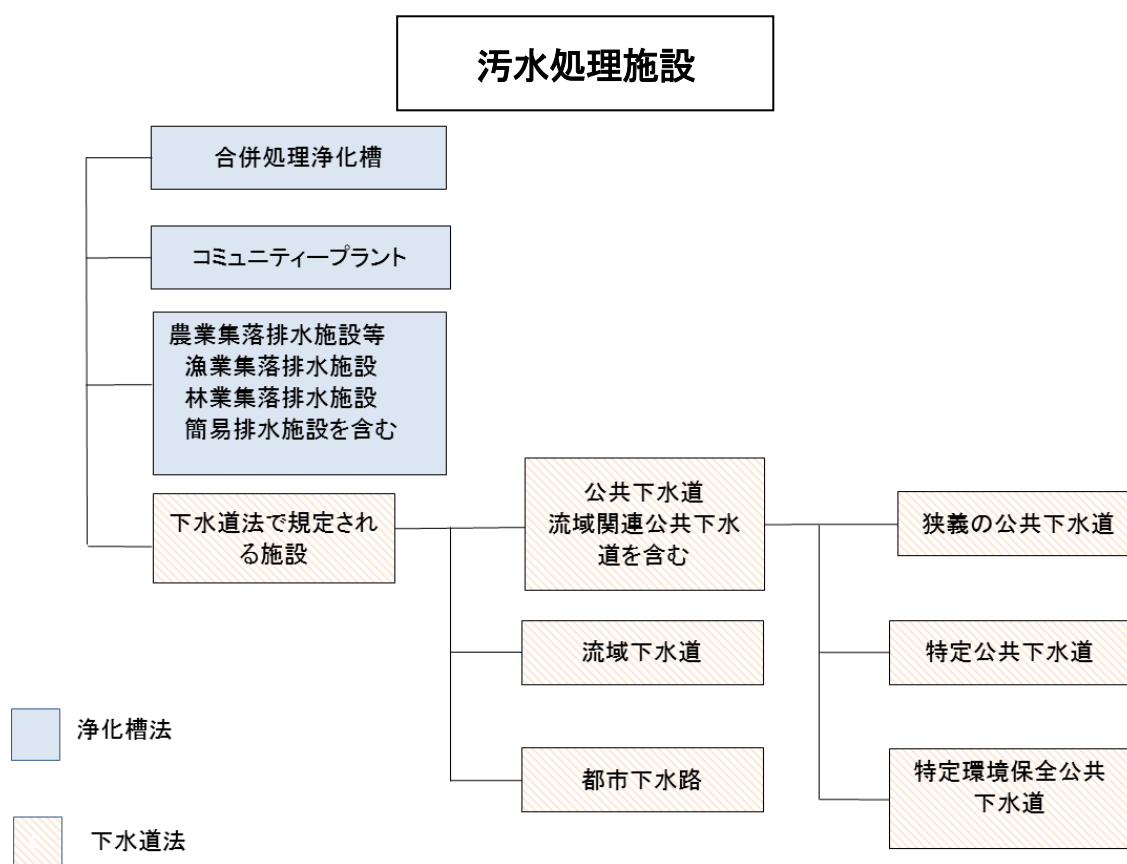 汚水処理施設
合併処理浄化槽
コミュニティープラント
農業集落排水施設等
漁業集落排水施設
林業集落排水施設
簡易排水施設を含む
下水道法で規定され
る施設
公共下水道
流域関連公共下水
道を含む
流域下水道
都市下水路
狭義の公共下水道
特定公共下水道
特定環境保全公共
下水道
浄化槽法
下水道法